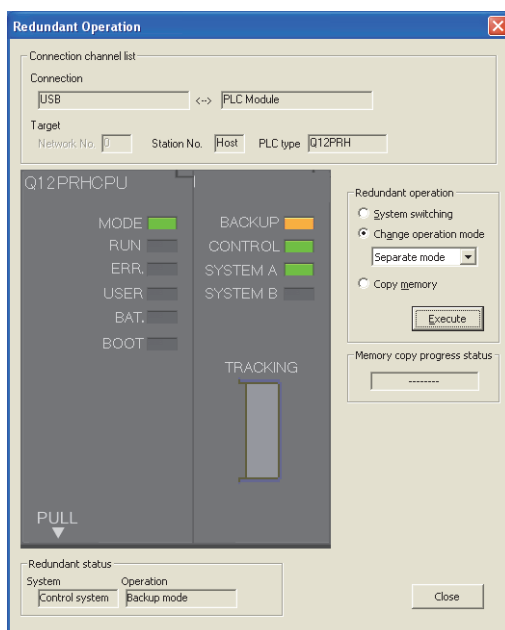 Redundant Operation
Connection channel list
Connection
USB <--> PLC Module
Target
Network No. 0 Station No. Host PLC type Q12PRH
Q12PRHCPU
MODE BACKUP
RUN CONTROL
ERR. SYSTEM A
USER SYSTEM B
BAT.
BOOT
TRACKING
PULL
Redundant operation
System switching
Change operation mode
Separate mode
Copy memory
Execute
Memory copy progress status
--------
Redundant status
System Operation
Control system Backup mode
Close